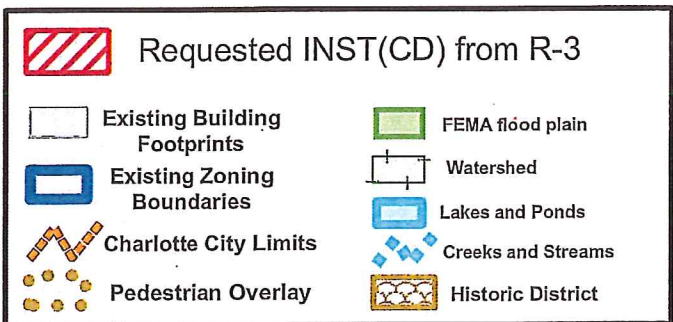 Requested INST(CD) from R-3
Existing Building
Footprints
Existing Zoning
Boundaries
Charlotte City Limits
Pedestrian Overlay
FEMA flood plain
Watershed
Lakes and Ponds
Creeks and Streams
Historic District